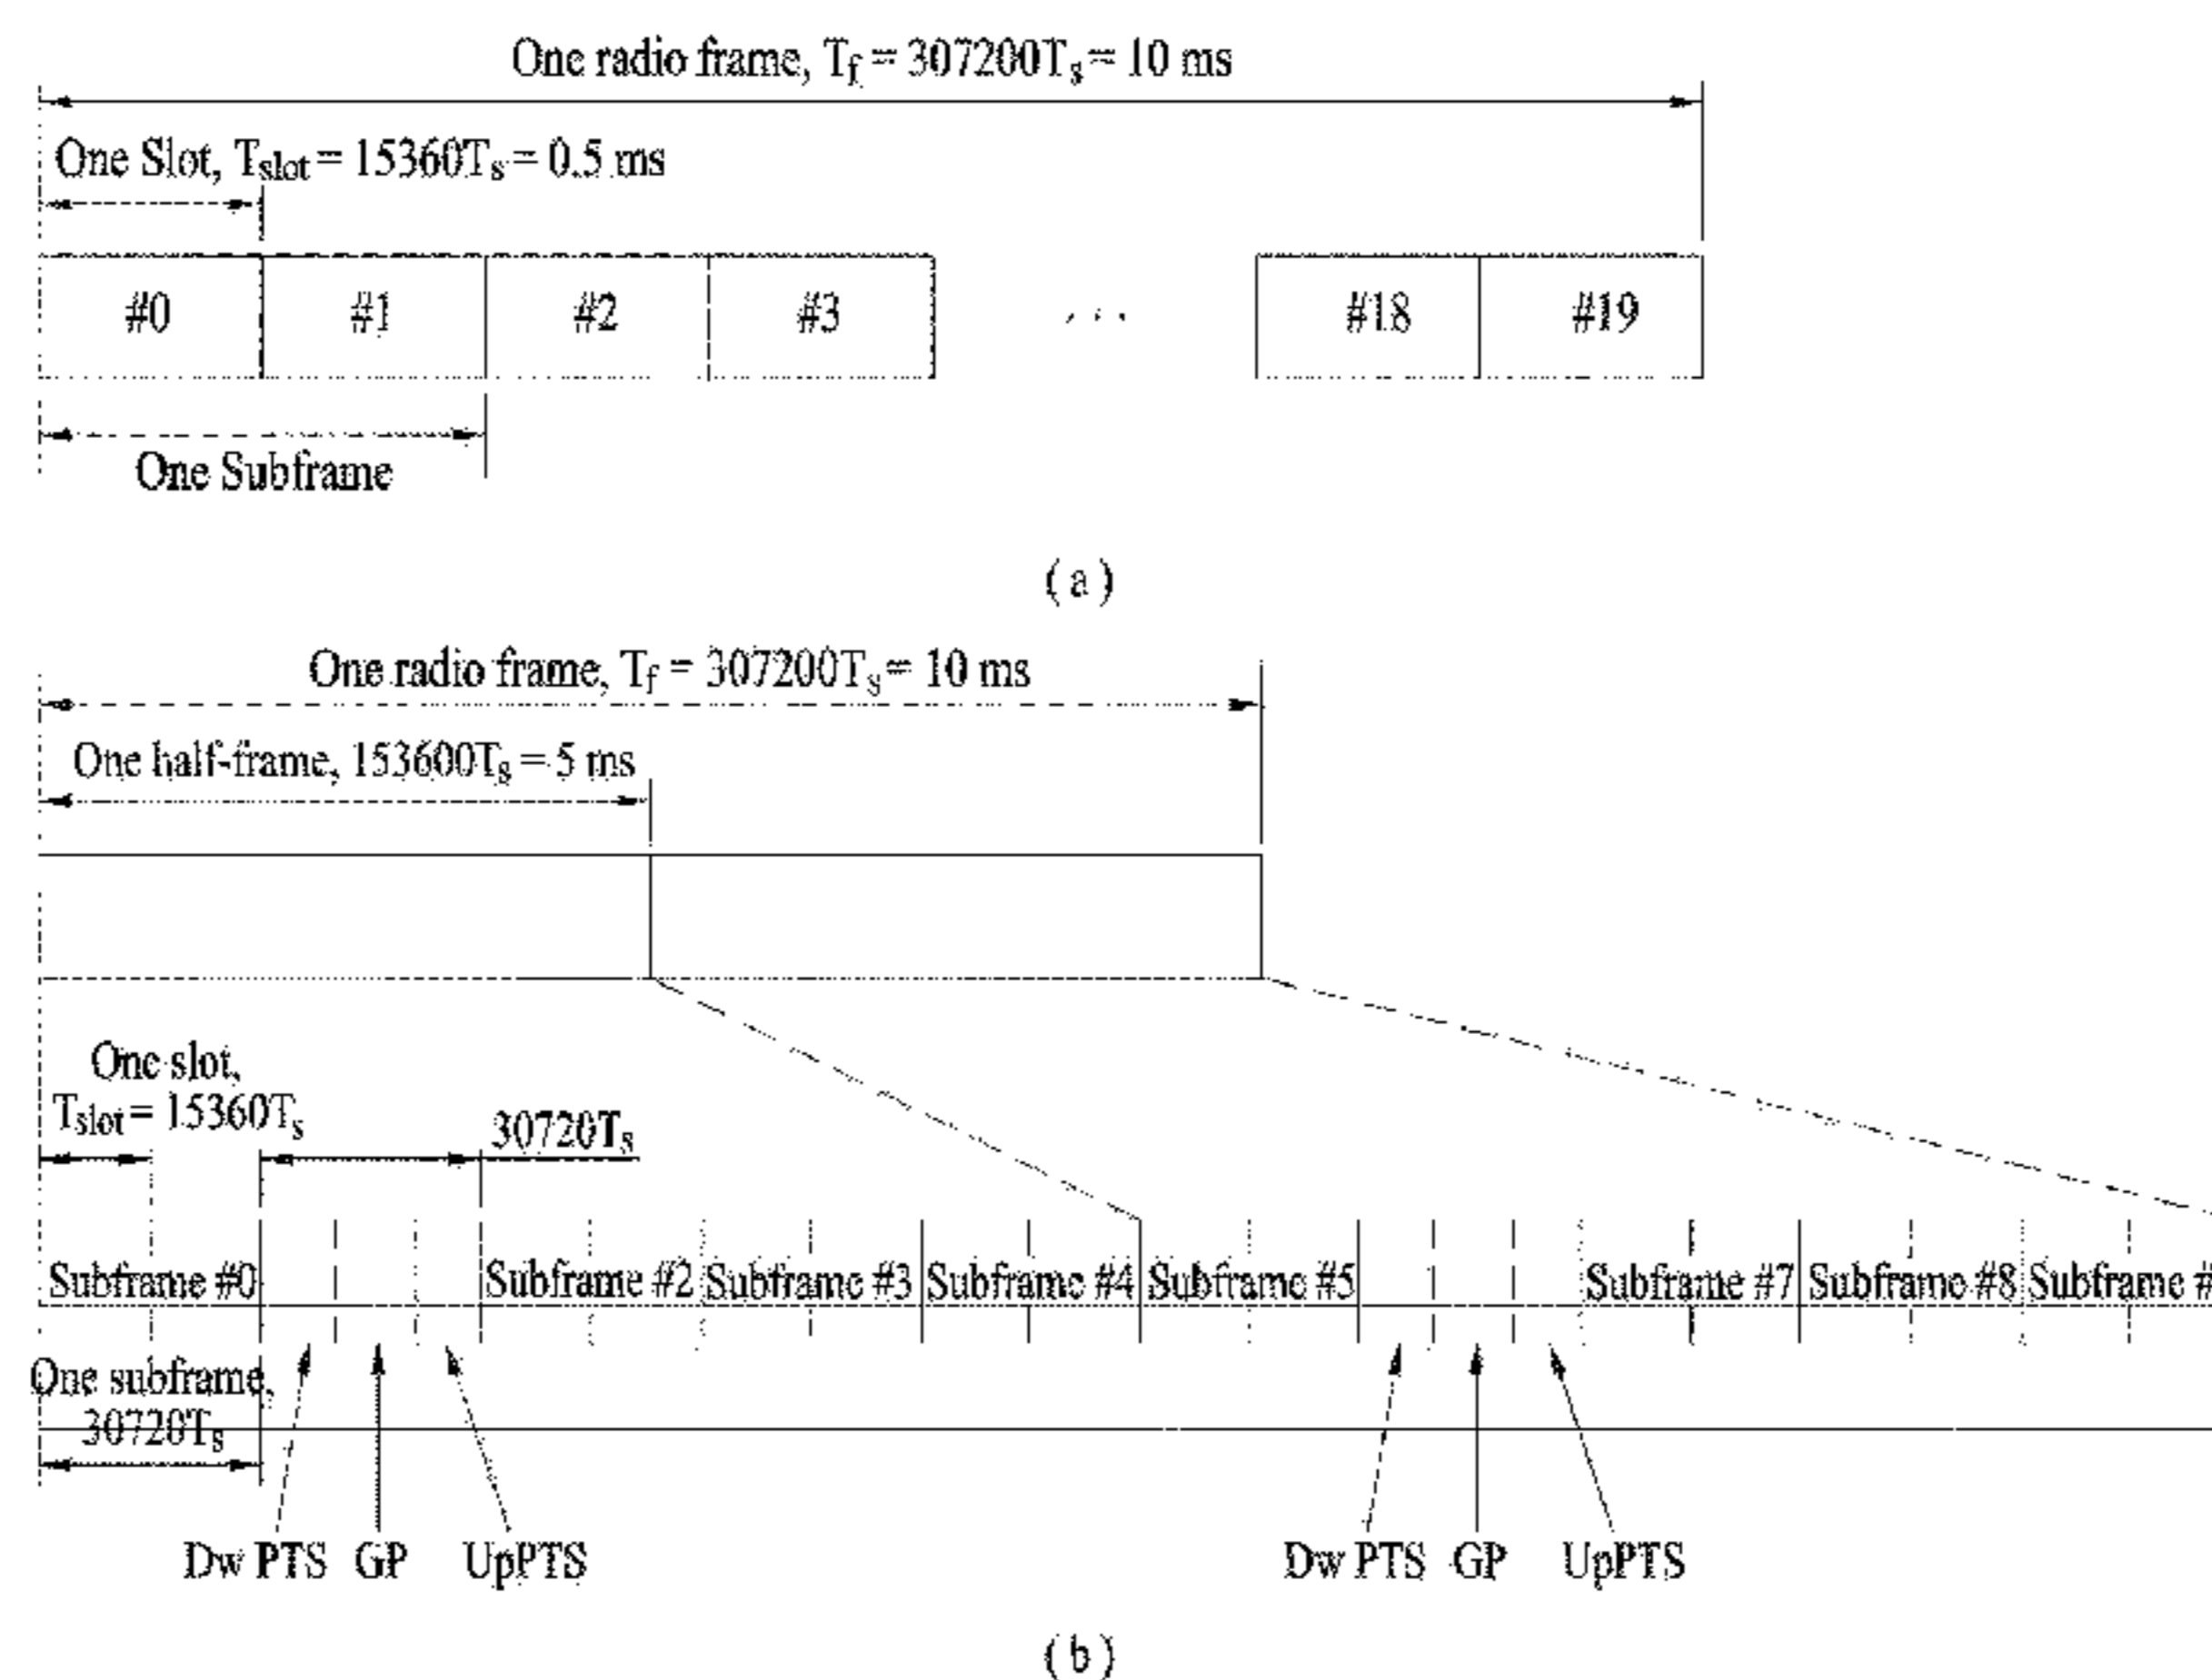 One radio frame, Tf = 307200Ts = 10 ms
One Slot, Tslot = 15360Ts = 0.5 ms
#0 #1 #2 #3 ... #18 #19
One Subframe
(a)
One radio frame, Tf = 307200Ts = 10 ms
One half-frame, 153600Ts = 5 ms
One slot,
Tslot = 15360Ts
30720Ts
Subframe #0 Subframe #2 Subframe #3 Subframe #4 Subframe #5 Subframe #7 Subframe #8 Subframe #
One subframe,
30720Ts
Dw PTS GP UpPTS Dw PTS GP UpPTS
(b)